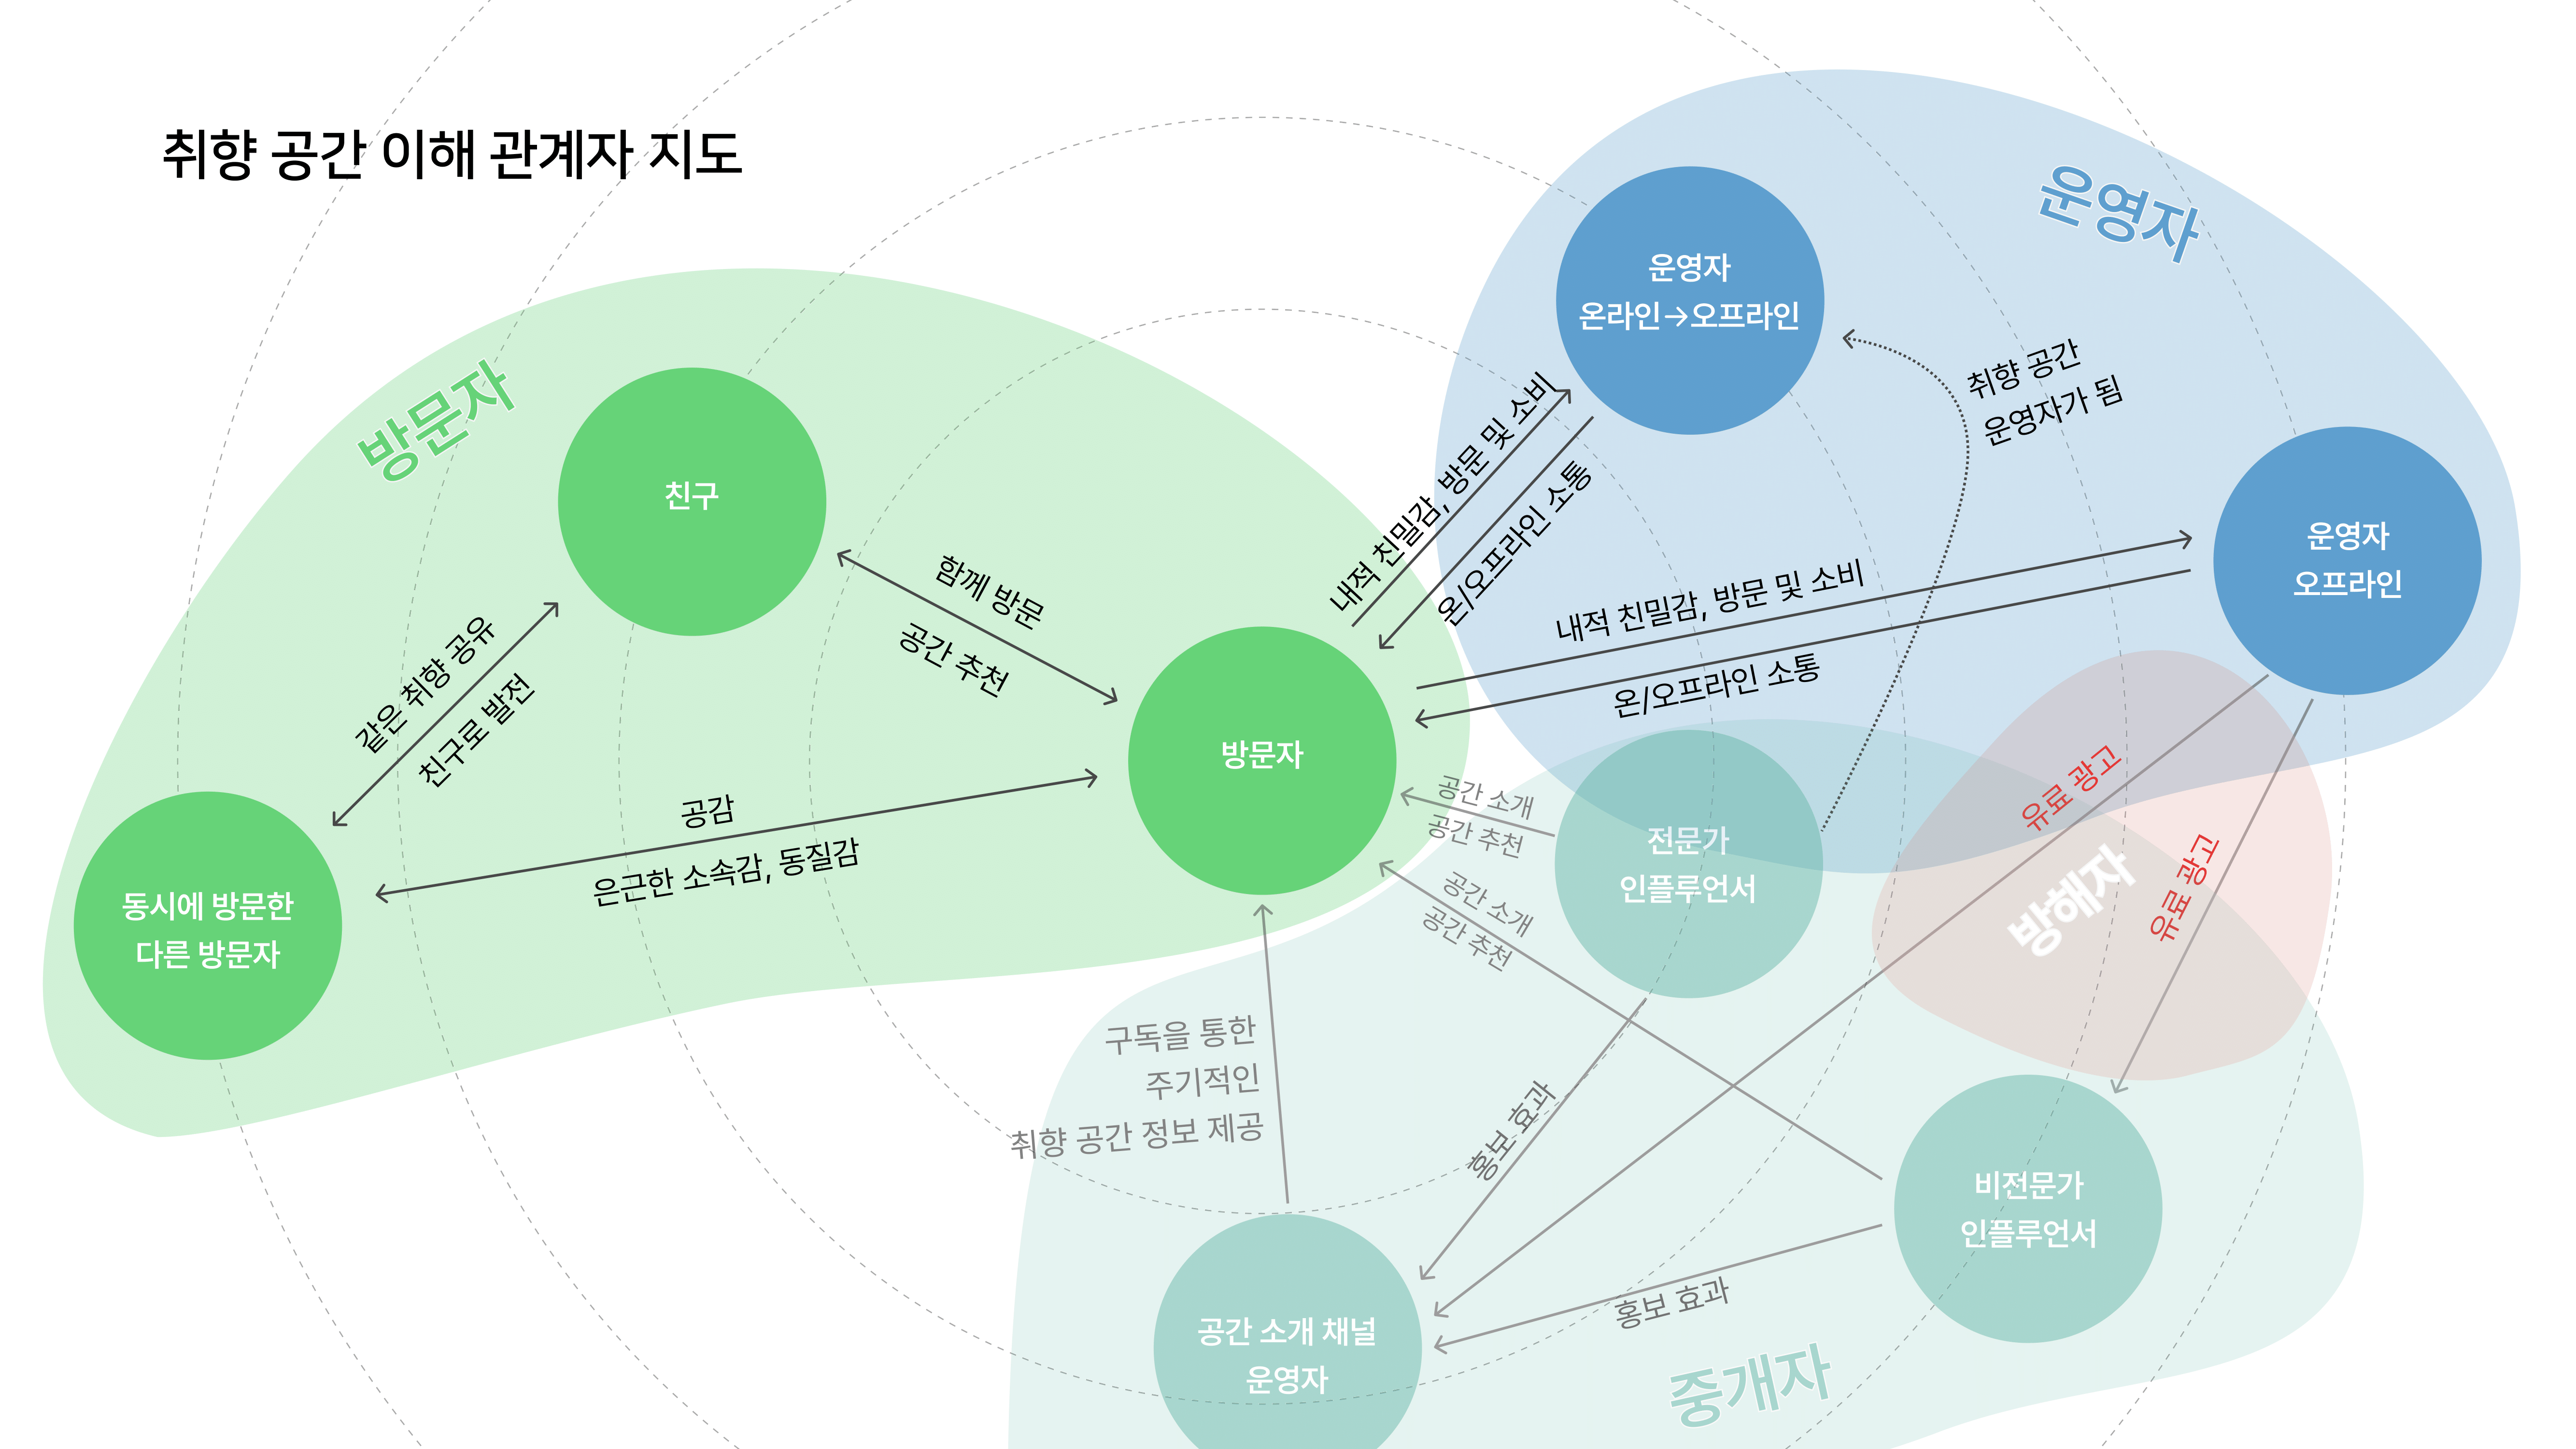 취향 공간 이해 관계자 지도
운영자
운영자
온라인→오프라인
취향 공간
운영자가 됨
방문자
친구
운영자
오프라인
내적 친밀감, 방문 및 소비
온/오프라인 소통
내적 친밀감, 방문 및 소비
온/오프라인 소통
함께 방문
공간 추천
같은 취향 공유
친구로 발전
방문자
공감
은근한 소속감, 동질감
동시에 방문한
다른 방문자
공간 소개
공간 추천
전문가
인플루언서
유료 광고
유료 광고
방해자
공간 소개
공간 추천
구독을 통한
주기적인
취향 공간 정보 제공
홍보 효과
비전문가
인플루언서
홍보 효과
공간 소개 채널
운영자
중개자